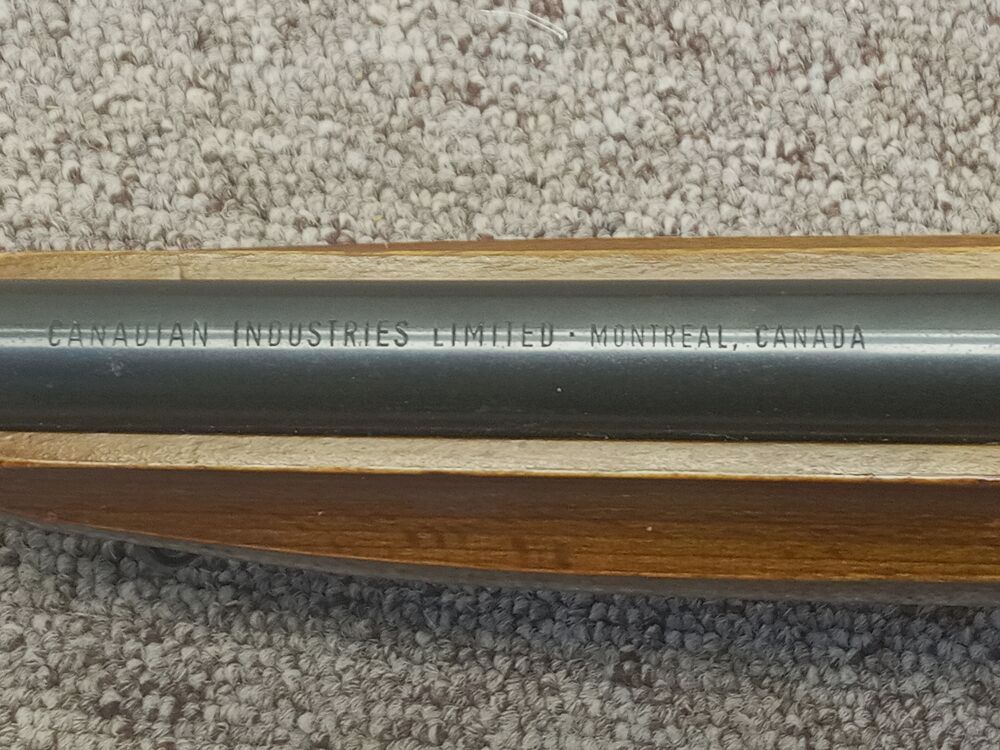 CANADIAN INDUSTRIES LIMITED · MONTREAL, CANADA